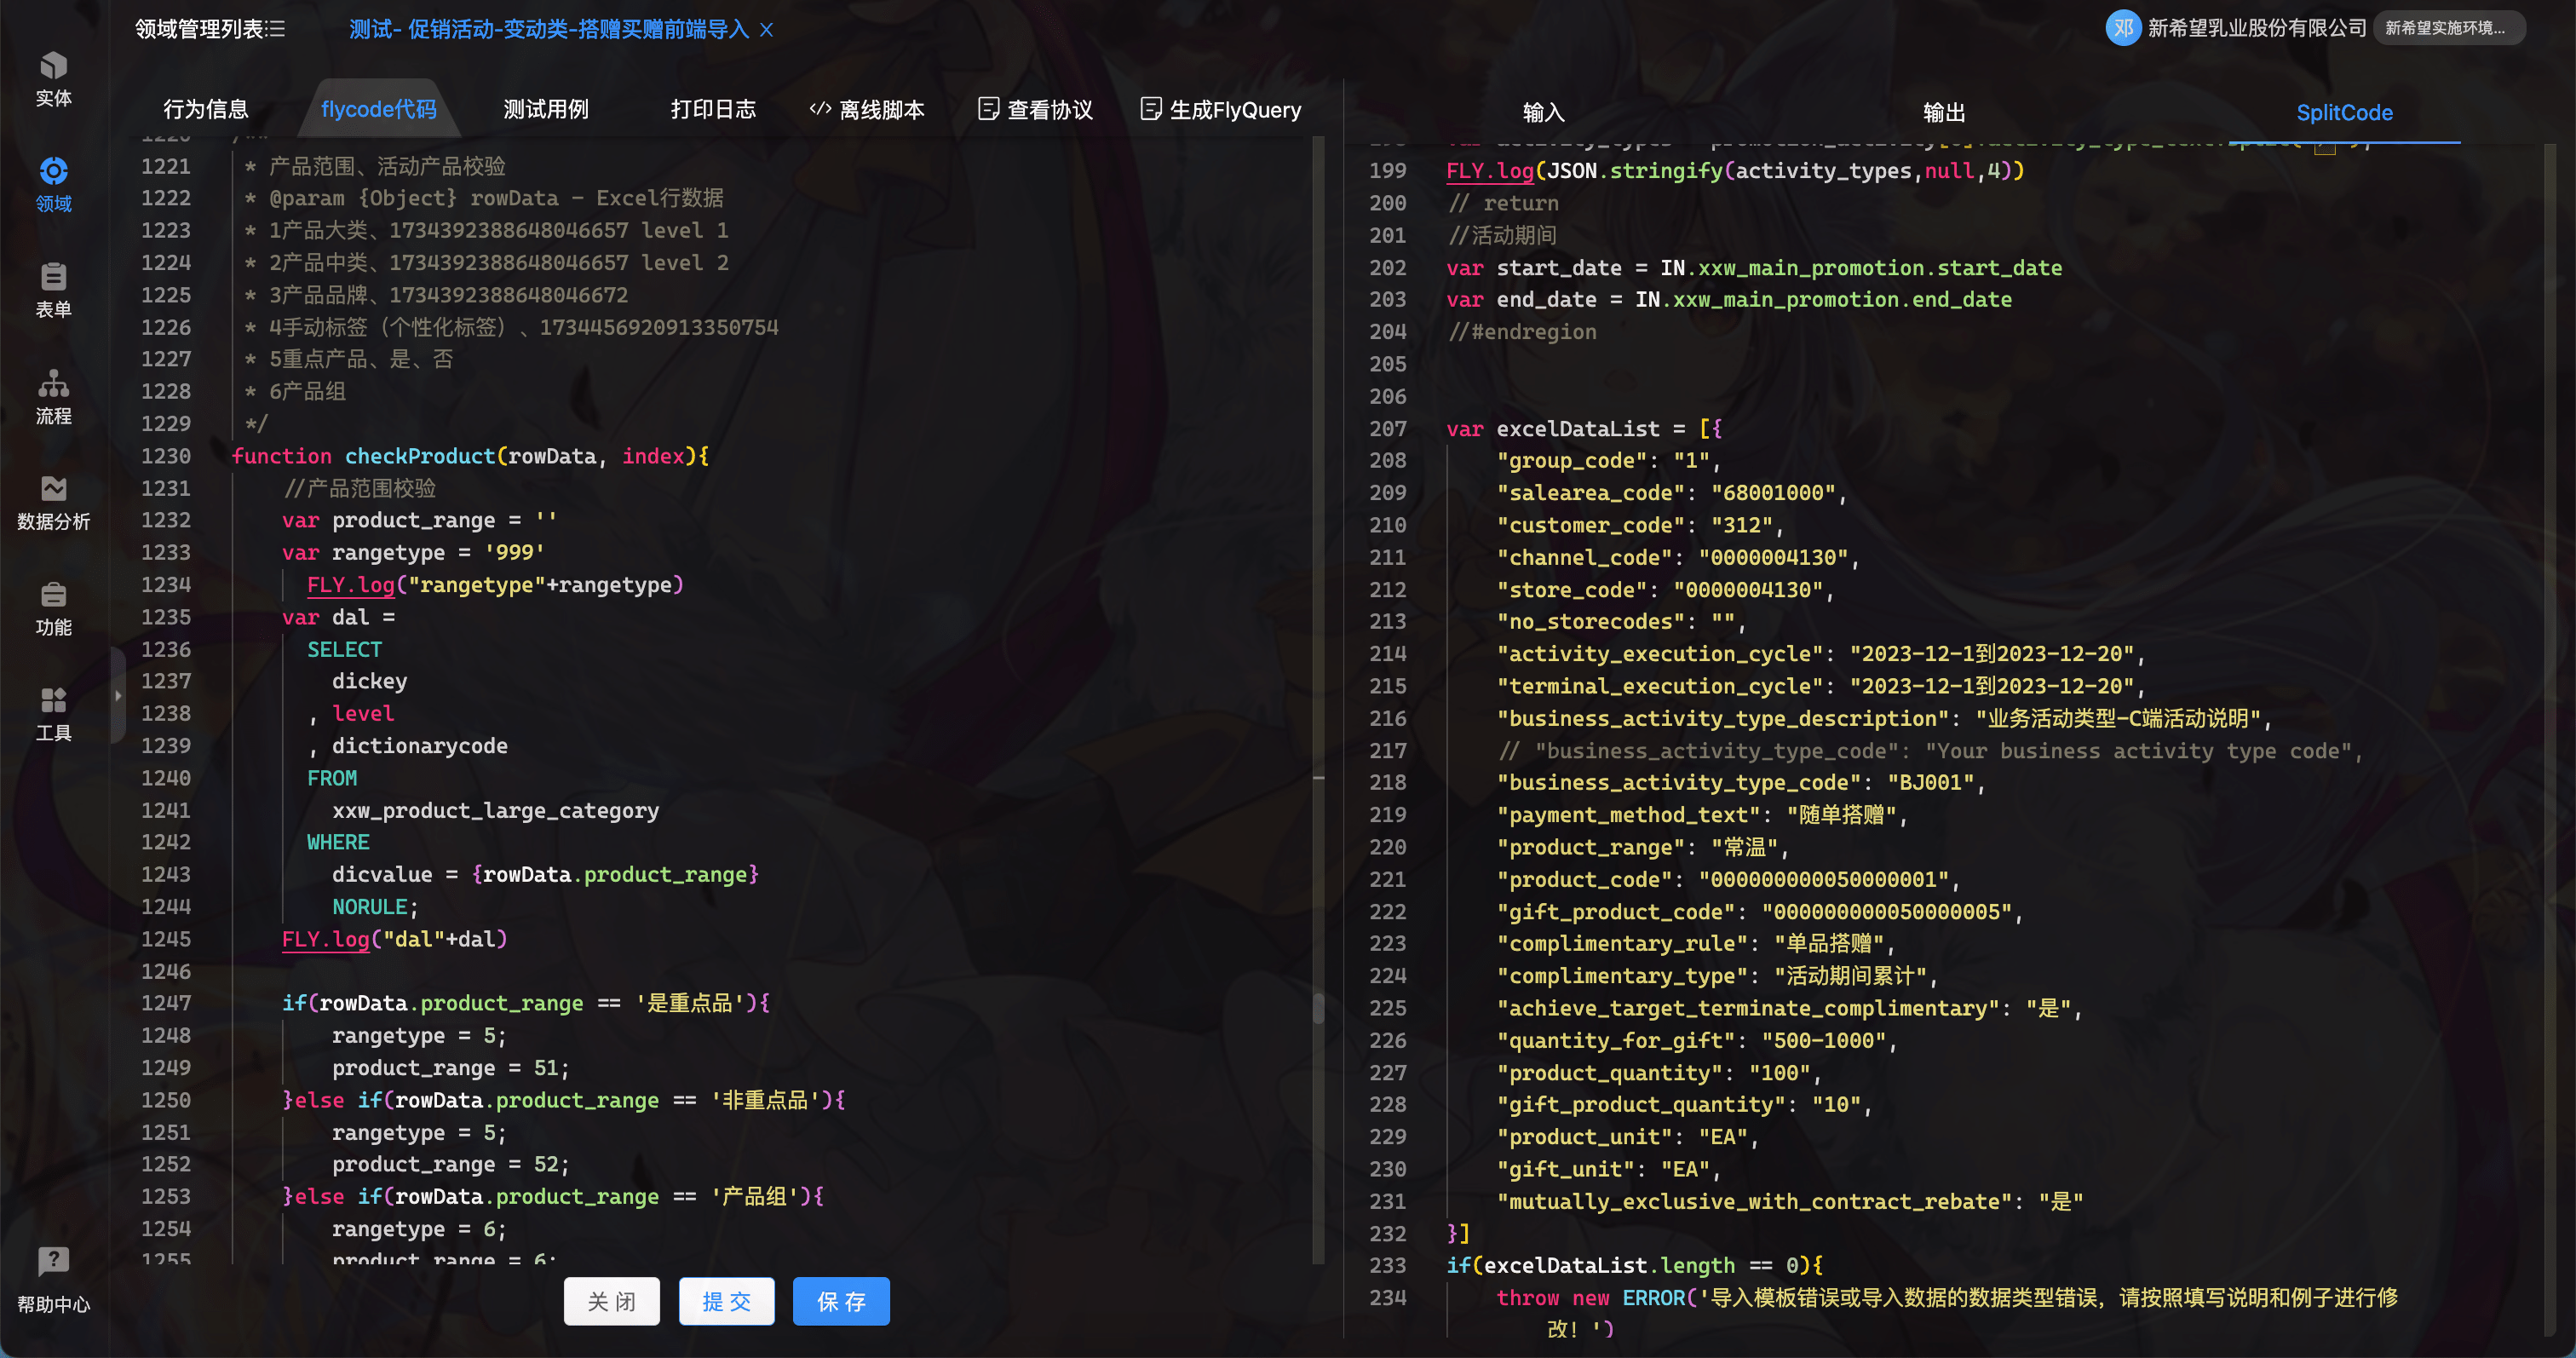 领域管理列表
测试- 促销活动-变动类-搭赠买赠前端导入 X
邓 新希望乳业股份有限公司 新希望实施环境...
实体
领域
表单
流程
数据分析
功能
工具
帮助中心
行为信息 flycode代码 测试用例 打印日志 </> 离线脚本 查看协议 生成FlyQuery
1220 /**
1221 * 产品范围、活动产品校验
1222 * @param {Object} rowData - Excel行数据
1223 * 1产品大类、1734392388648046657 level 1
1224 * 2产品中类、1734392388648046657 level 2
1225 * 3产品品牌、1734392388648046672
1226 * 4手动标签（个性化标签）、1734456920913350754
1227 * 5重点产品、是、否
1228 * 6产品组
1229 */
1230 function checkProduct(rowData, index){
1231 //产品范围校验
1232 var product_range = ''
1233 var rangetype = '999'
1234 FLY.log("rangetype"+rangetype)
1235 var dal =
1236 SELECT
1237 dickey
1238 , level
1239 , dictionarycode
1240 FROM
1241 xxw_product_large_category
1242 WHERE
1243 dicvalue = {rowData.product_range}
1244 NORULE;
1245 FLY.log("dal"+dal)
1246
1247 if(rowData.product_range == '是重点品'){
1248 rangetype = 5;
1249 product_range = 51;
1250 }else if(rowData.product_range == '非重点品'){
1251 rangetype = 5;
1252 product_range = 52;
1253 }else if(rowData.product_range == '产品组'){
1254 rangetype = 6;
1255 product_range = 6;
关 闭 提 交 保 存
输入 输出 SplitCode
199 FLY.log(JSON.stringify(activity_types,null,4))
200 // return
201 //活动期间
202 var start_date = IN.xxw_main_promotion.start_date
203 var end_date = IN.xxw_main_promotion.end_date
204 //#endregion
205
206
207 var excelDataList = [{
208 "group_code": "1",
209 "salearea_code": "68001000",
210 "customer_code": "312",
211 "channel_code": "0000004130",
212 "store_code": "0000004130",
213 "no_storecodes": "",
214 "activity_execution_cycle": "2023-12-1到2023-12-20",
215 "terminal_execution_cycle": "2023-12-1到2023-12-20",
216 "business_activity_type_description": "业务活动类型-C端活动说明",
217 // "business_activity_type_code": "Your business activity type code",
218 "business_activity_type_code": "BJ001",
219 "payment_method_text": "随单搭赠",
220 "product_range": "常温",
221 "product_code": "000000000050000001",
222 "gift_product_code": "000000000050000005",
223 "complimentary_rule": "单品搭赠",
224 "complimentary_type": "活动期间累计",
225 "achieve_target_terminate_complimentary": "是",
226 "quantity_for_gift": "500-1000",
227 "product_quantity": "100",
228 "gift_product_quantity": "10",
229 "product_unit": "EA",
230 "gift_unit": "EA",
231 "mutually_exclusive_with_contract_rebate": "是"
232 }]
233 if(excelDataList.length == 0){
234 throw new ERROR('导入模板错误或导入数据的数据类型错误，请按照填写说明和例子进行修
改！')